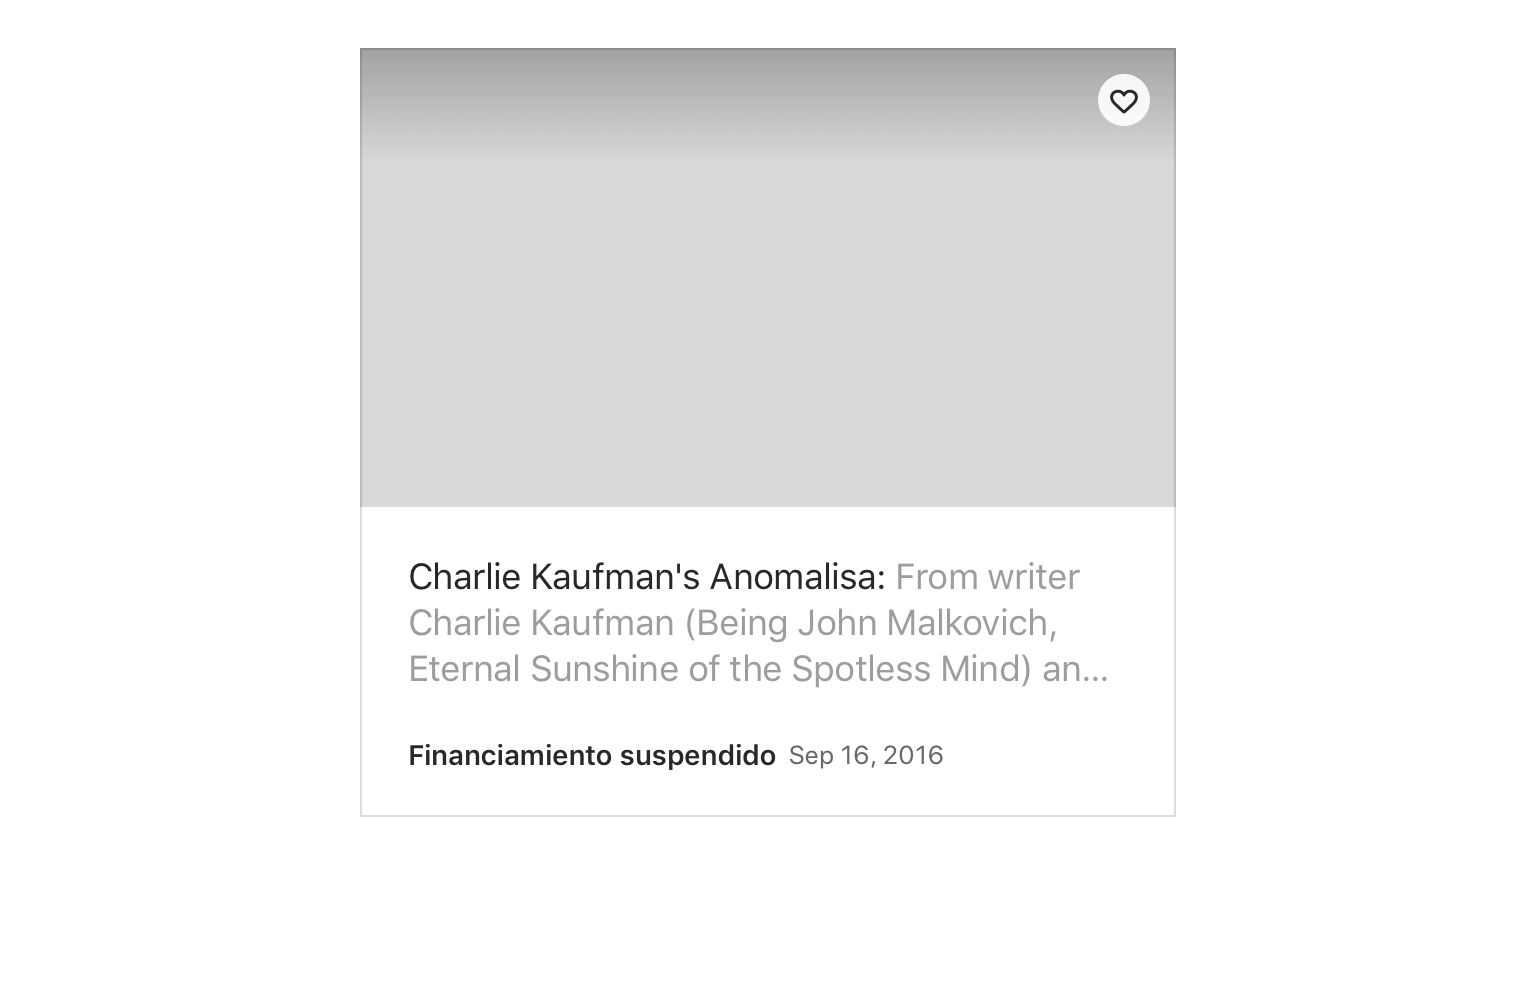 Charlie Kaufman's Anomalisa: From writer
Charlie Kaufman (Being John Malkovich,
Eternal Sunshine of the Spotless Mind) an...
Financiamiento suspendido Sep 16, 2016